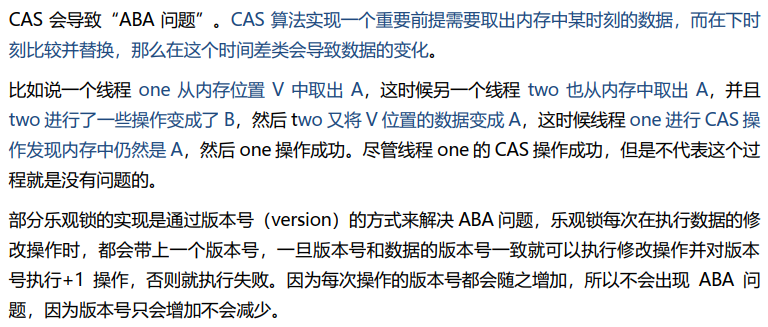 CAS 会导致“ABA 问题”。CAS 算法实现一个重要前提需要取出内存中某时刻的数据，而在下时
刻比较并替换，那么在这个时间差类会导致数据的变化。
比如说一个线程 one 从内存位置 V 中取出 A，这时候另一个线程 two 也从内存中取出 A，并且
two 进行了一些操作变成了 B，然后 two 又将 V 位置的数据变成 A，这时候线程 one 进行 CAS 操
作发现内存中仍然是 A，然后 one 操作成功。尽管线程 one 的 CAS 操作成功，但是不代表这个过
程就是没有问题的。
部分乐观锁的实现是通过版本号（version）的方式来解决 ABA 问题，乐观锁每次在执行数据的修
改操作时，都会带上一个版本号，一旦版本号和数据的版本号一致就可以执行修改操作并对版本
号执行+1 操作，否则就执行失败。因为每次操作的版本号都会随之增加，所以不会出现 ABA 问
题，因为版本号只会增加不会减少。